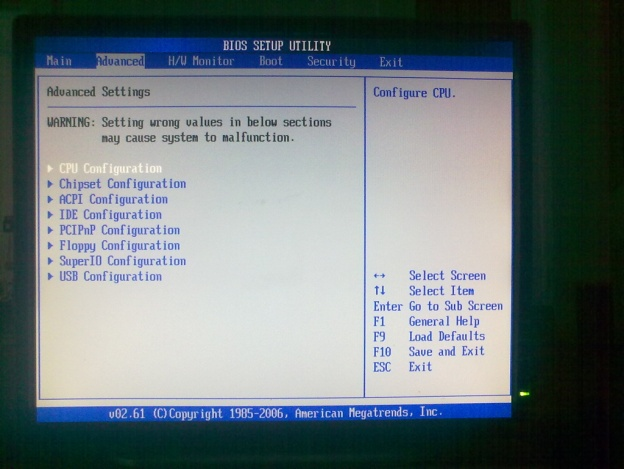 BIOS SETUP UTILITY
Main Advanced H/W Monitor Boot Security Exit
Advanced Settings
WARNING: Setting wrong values in below sections
may cause system to malfunction.
CPU Configuration
Chipset Configuration
ACPI Configuration
IDE Configuration
PCIPnP Configuration
Floppy Configuration
SuperIO Configuration
USB Configuration
Configure CPU.
↔ Select Screen
↑↓ Select Item
Enter Go to Sub Screen
F1 General Help
F9 Load Defaults
F10 Save and Exit
ESC Exit
v02.61 (C)Copyright 1985-2006, American Megatrends, Inc.